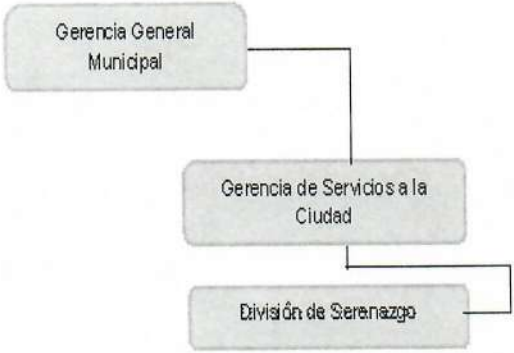 Gerencia General
Municipal
Gerencia de Servicios a la
Ciudad
División de Serenazgo